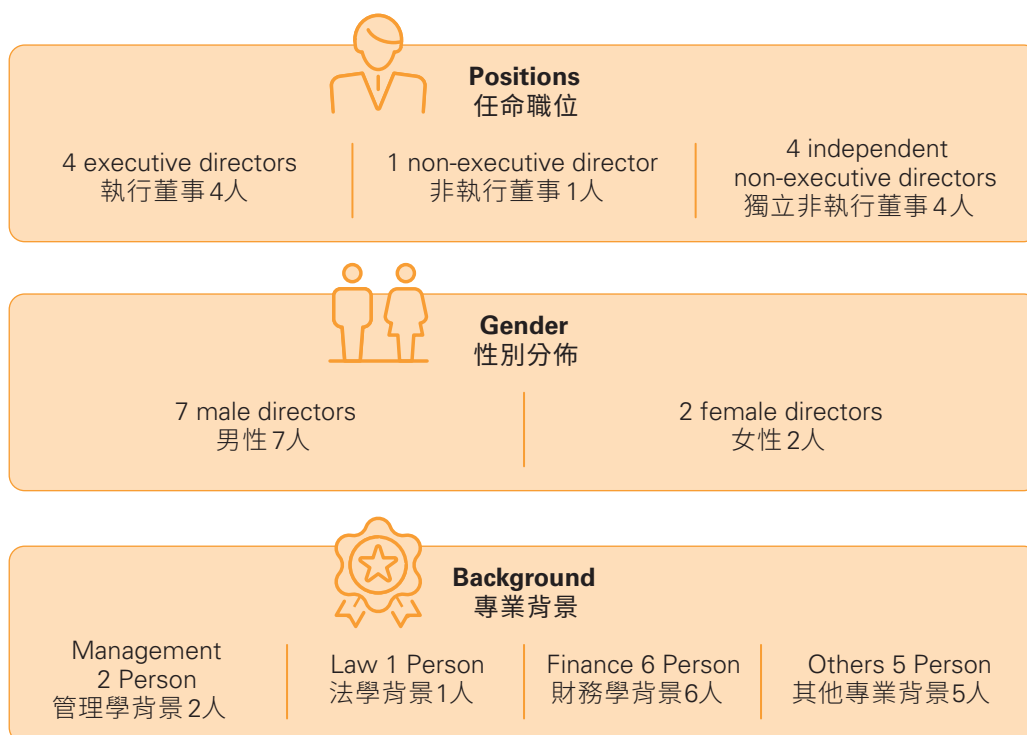 Positions
任命職位
4 executive directors
執行董事4人
1 non-executive director
非執行董事1人
4 independent
non-executive directors
獨立非執行董事4人
Gender
性別分佈
7 male directors
男性7人
2 female directors
女性2人
Background
專業背景
Management
2 Person
管理學背景2人
Law 1 Person
法學背景1人
Finance 6 Person
財務學背景6人
Others 5 Person
其他專業背景5人